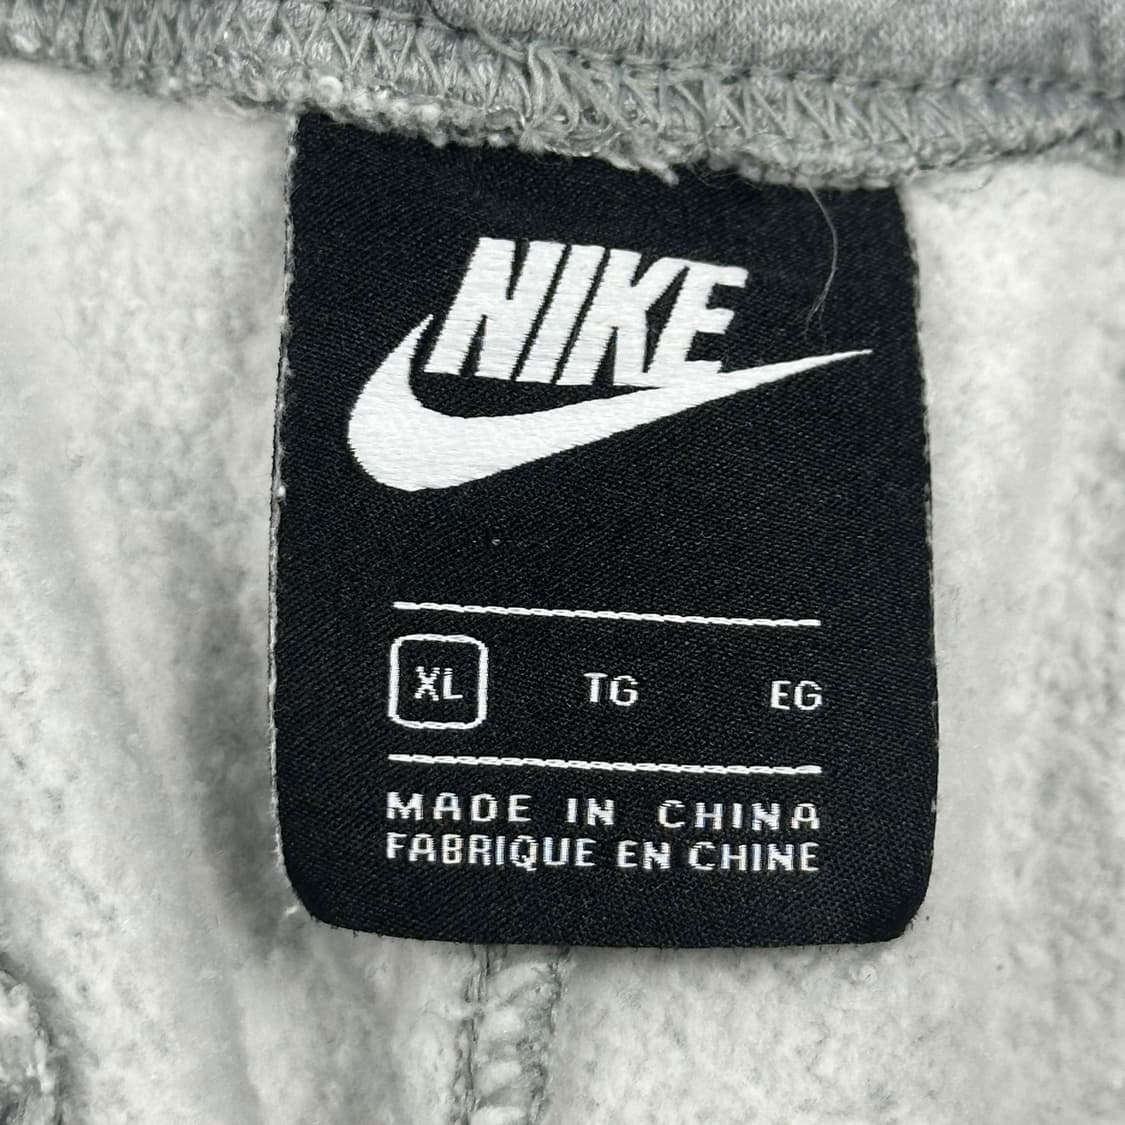 NIKE
XL TG EG
MADE IN CHINA
FABRIQUE EN CHINE